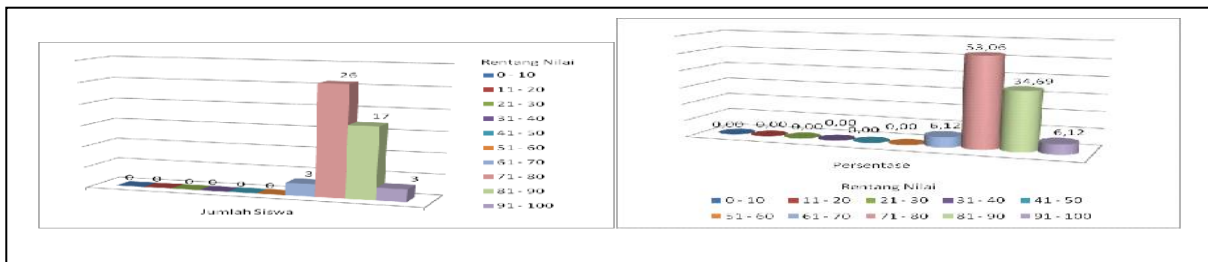 Rentang Nilai
0 - 10
11 - 20
21 - 30
31 - 40
41 - 50
51 - 60
61 - 70
71 - 80
81 - 90
91 - 100
0 0 0 0 0 0 3 26 17 3
Jumlah Siswa
0,00 0,00 0,00 0,00 0,00 0,00 6,12 53,06 34,69 6,12
Persentase
Rentang Nilai
0 - 10 11 - 20 21 - 30 31 - 40 41 - 50
51 - 60 61 - 70 71 - 80 81 - 90 91 - 100